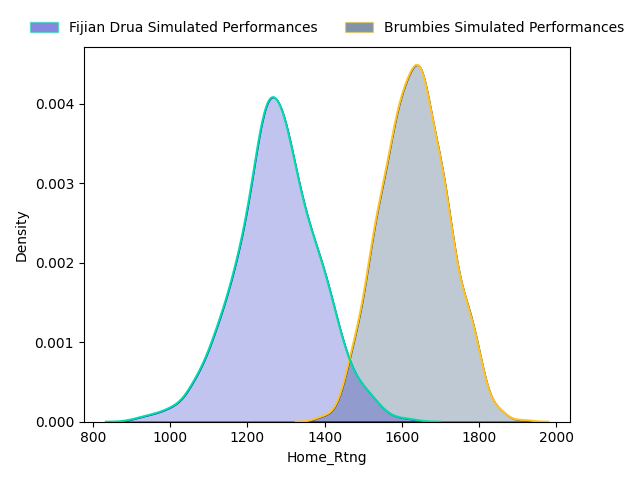 Fijian Drua Simulated Performances Brumbies Simulated Performances
0.004
0.003
0.002
0.001
0.000
Density
800 1000 1200 1400 1600 1800 2000
Home_Rtng